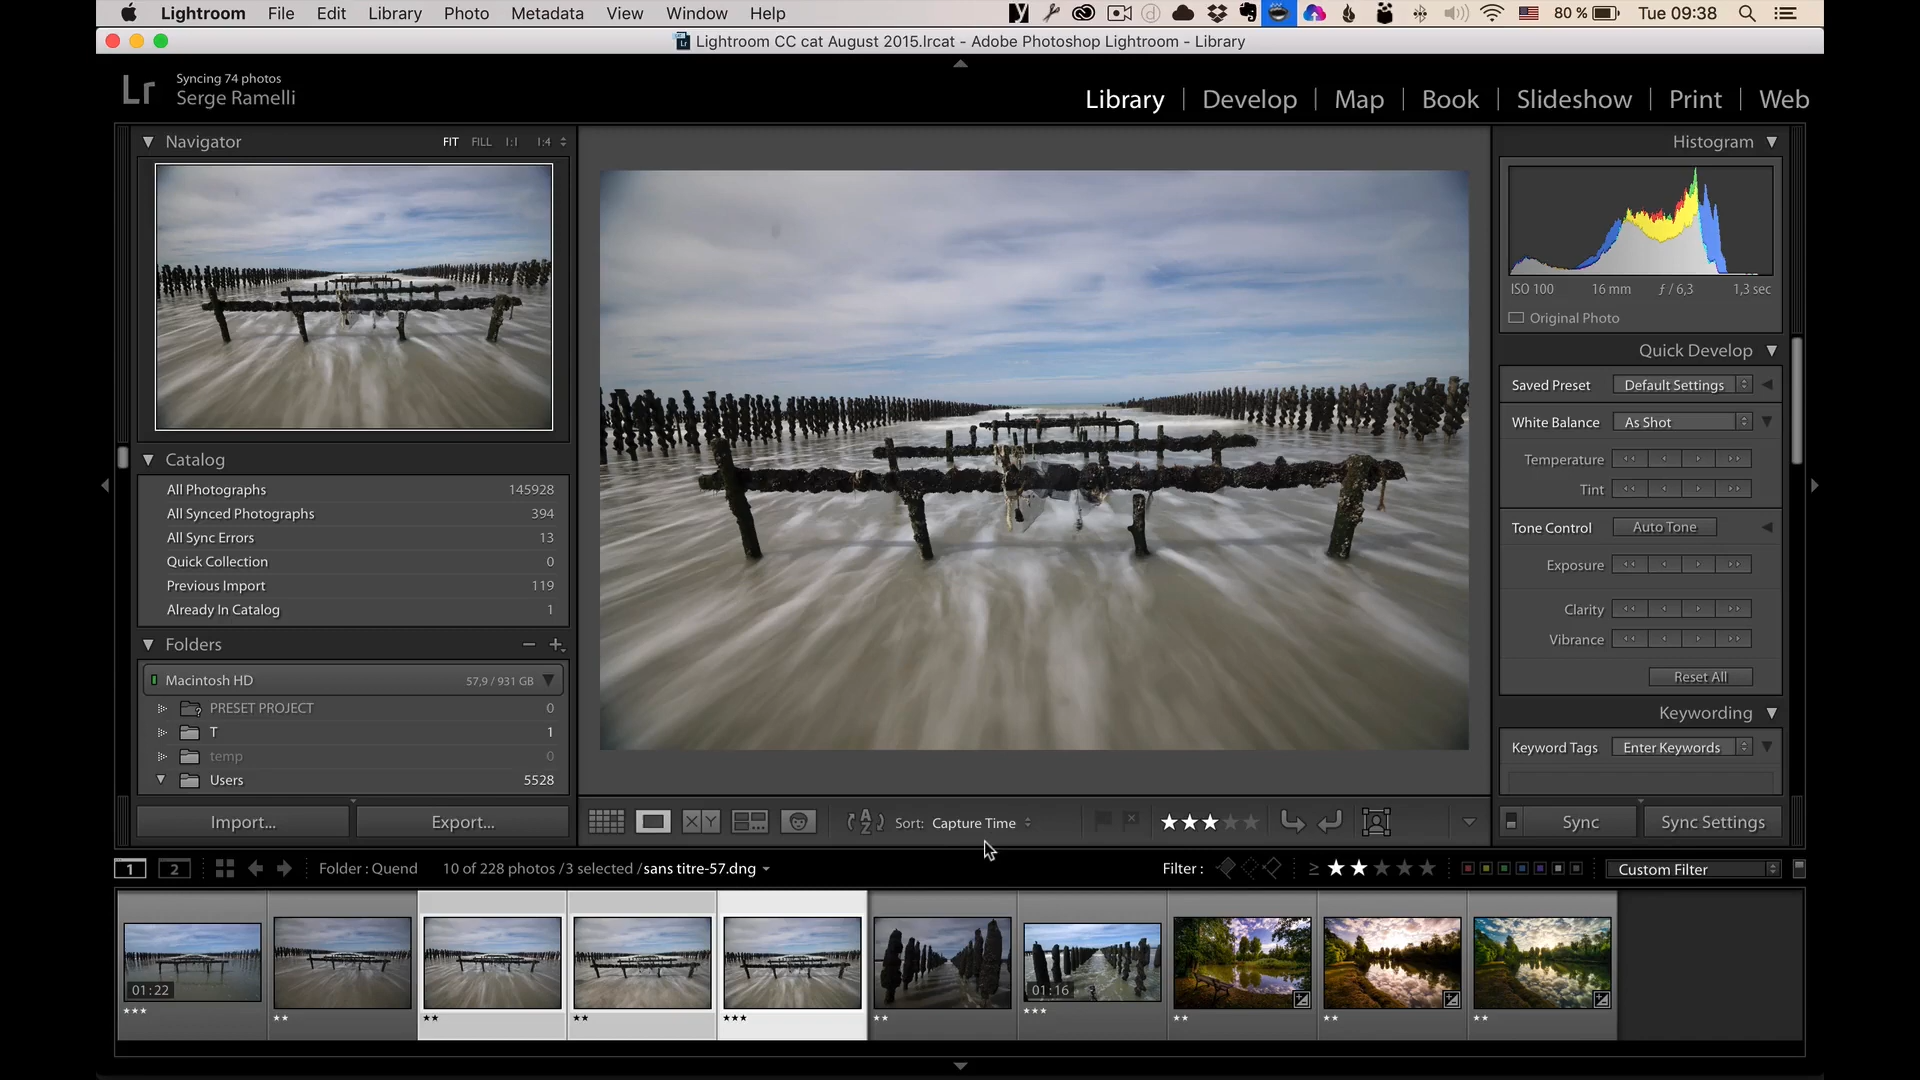 Lightroom File Edit Library Photo Metadata View Window Help 80 % Tue 09:38
Lightroom CC cat August 2015.lrcat - Adobe Photoshop Lightroom - Library
Lr
Syncing 74 photos
Serge Ramelli
Library | Develop | Map | Book | Slideshow | Print | Web
Navigator FIT FILL 1:1 1:4
Catalog
All Photographs 145928
All Synced Photographs 394
All Sync Errors 13
Quick Collection 0
Previous Import 119
Already In Catalog 1
Folders
Macintosh HD 57,9 / 931 GB
PRESET PROJECT 0
T 1
temp 0
Users 5528
Import... Export...
Histogram
ISO 100 16 mm ƒ / 6,3 1,3 sec
Original Photo
Quick Develop
Saved Preset Default Settings
White Balance As Shot
Temperature
Tint
Tone Control Auto Tone
Exposure
Clarity
Vibrance
Reset All
Keywording
Keyword Tags Enter Keywords
Sync Sync Settings
X Y A Z Sort: Capture Time
1 2 Folder : Quend 10 of 228 photos /3 selected /sans titre-57.dng Filter : ≥ Custom Filter
01:22
01:16